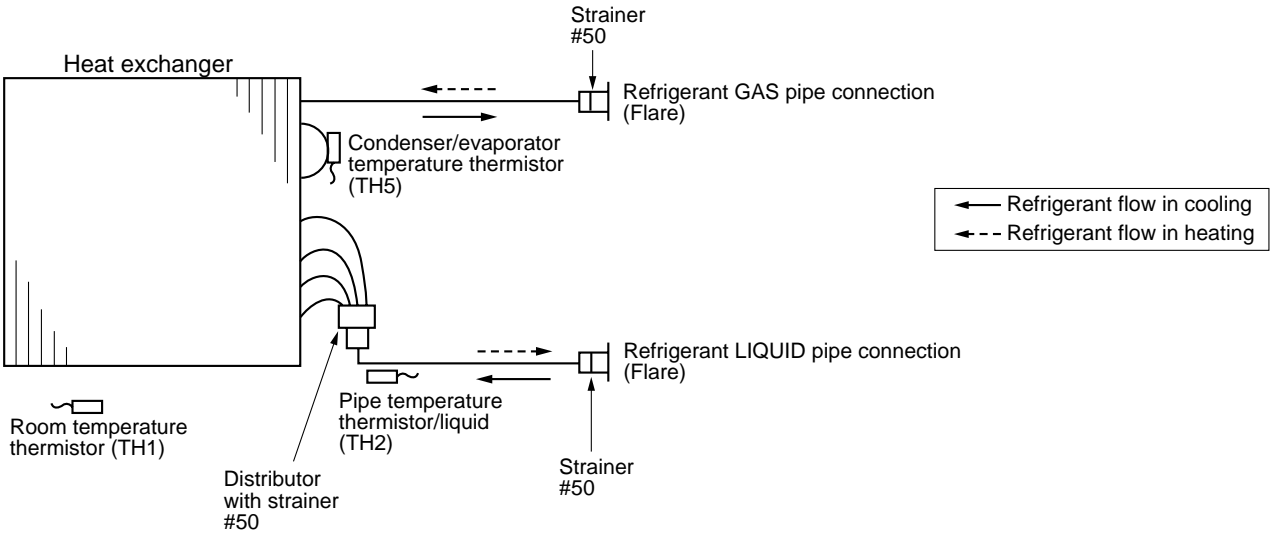 Strainer
#50
Heat exchanger
Refrigerant GAS pipe connection
(Flare)
Condenser/evaporator
temperature thermistor
(TH5)
Refrigerant flow in cooling
Refrigerant flow in heating
Refrigerant LIQUID pipe connection
(Flare)
Pipe temperature
thermistor/liquid
(TH2)
Room temperature
thermistor (TH1)
Strainer
#50
Distributor
with strainer
#50